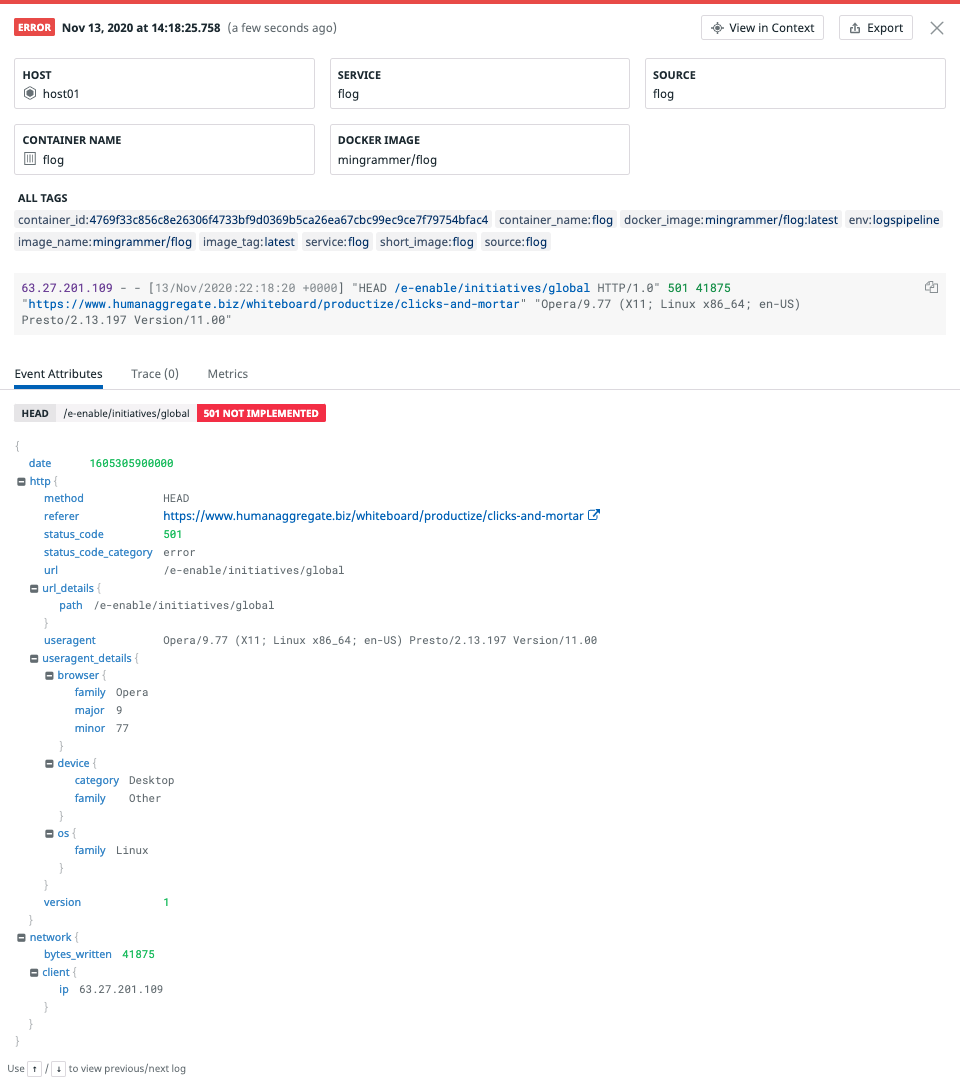 ERROR Nov 13, 2020 at 14:18:25.758 (a few seconds ago) View in Context Export
HOST SERVICE SOURCE
host01 flog flog
CONTAINER NAME DOCKER IMAGE
flog mingrammer/flog
ALL TAGS
container_id:4769f33c856c8e26306f4733bf9d0369b5ca26ea67cbc99ec9ce7f79754bfac4 container_name:flog docker_image:mingrammer/flog:latest env:logspipeline
image_name:mingrammer/flog image_tag:latest service:flog short_image:flog source:flog
63.27.201.109 - - [13/Nov/2020:22:18:20 +0000] "HEAD /e-enable/initiatives/global HTTP/1.0" 501 41875
"https://www.humanaggregate.biz/whiteboard/productize/clicks-and-mortar" "Opera/9.77 (X11; Linux x86_64; en-US)
Presto/2.13.197 Version/11.00"
Event Attributes Trace (0) Metrics
HEAD /e-enable/initiatives/global 501 NOT IMPLEMENTED
{
date 1605305900000
http {
method HEAD
referer https://www.humanaggregate.biz/whiteboard/productize/clicks-and-mortar
status_code 501
status_code_category error
url /e-enable/initiatives/global
url_details {
path /e-enable/initiatives/global
}
useragent Opera/9.77 (X11; Linux x86_64; en-US) Presto/2.13.197 Version/11.00
useragent_details {
browser {
family Opera
major 9
minor 77
}
device {
category Desktop
family Other
}
os {
family Linux
}
}
version 1
}
network {
bytes_written 41875
client {
ip 63.27.201.109
}
}
}
Use ↑ / ↓ to view previous/next log